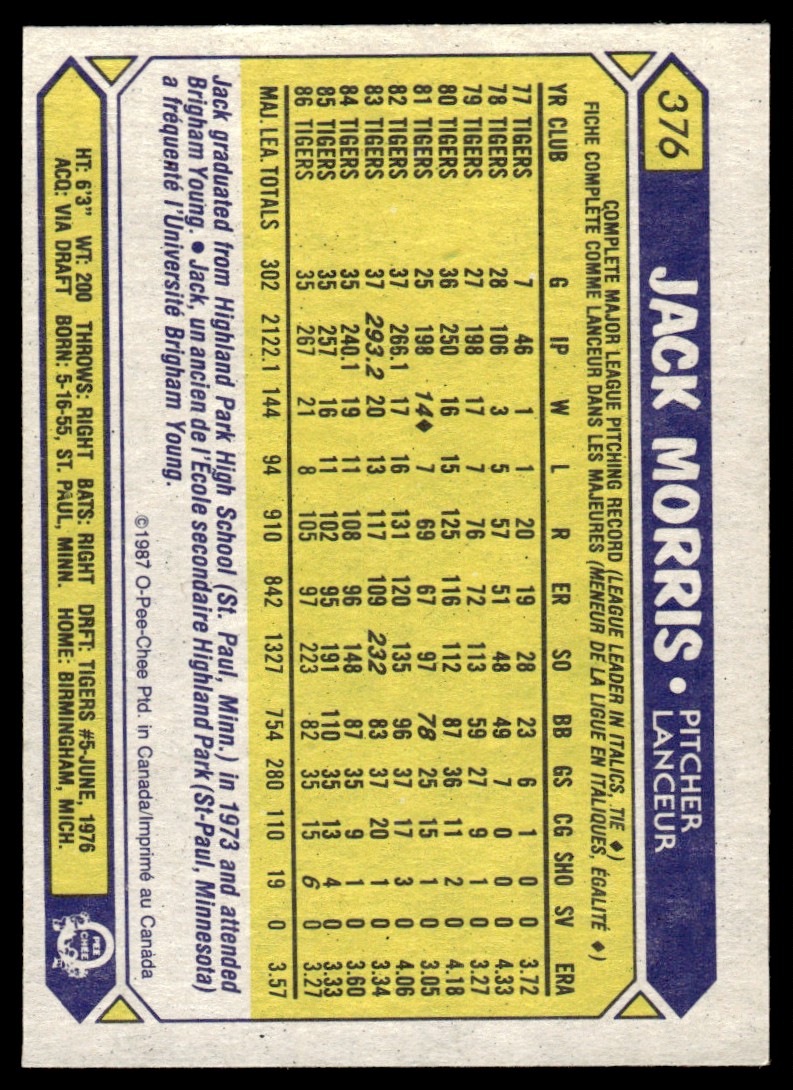 376
JACK MORRIS • PITCHER
LANCEUR
COMPLETE MAJOR LEAGUE PITCHING RECORD (LEAGUE LEADER IN ITALICS, TIE ♦)
FICHE COMPLÈTE COMME LANCEUR DANS LES MAJEURES (MENEUR DE LA LIGUE EN ITALIQUES, ÉGALITÉ ♦)
YR CLUB G IP W L R ER SO BB GS CG SHO SV ERA
77 TIGERS 7 46 1 1 20 19 28 23 6 1 0 0 3.72
78 TIGERS 28 106 3 5 57 51 48 49 7 0 0 0 4.33
79 TIGERS 27 198 17 7 76 72 113 59 27 9 1 0 3.27
80 TIGERS 36 250 16 15 125 116 112 87 36 11 2 0 4.18
81 TIGERS 25 198 14♦ 7 69 67 97 78 25 15 1 0 3.05
82 TIGERS 37 266.1 17 16 131 120 135 96 37 17 3 0 4.06
83 TIGERS 37 293.2 20 13 117 109 232 83 37 20 1 0 3.34
84 TIGERS 35 240.1 19 11 108 96 148 87 35 9 1 0 3.60
85 TIGERS 35 257 16 11 102 95 191 110 35 13 4 0 3.33
86 TIGERS 35 267 21 8 105 97 223 82 35 15 6 0 3.27
MAJ. LEA. TOTALS 302 2122.1 144 94 910 842 1327 754 280 110 19 0 3.57
Jack graduated from Highland Park High School (St. Paul, Minn.) in 1973 and attended
Brigham Young. • Jack, un ancien de l'École secondaire Highland Park (St-Paul, Minnesota)
a fréquenté l'Université Brigham Young.
©1987 O-Pee-Chee Ptd. in Canada/Imprimé au Canada
HT: 6'3" WT: 200 THROWS: RIGHT BATS: RIGHT DRFT: TIGERS #5-JUNE, 1976
ACQ: VIA DRAFT BORN: 5-16-55, ST. PAUL, MINN. HOME: BIRMINGHAM, MICH.
O
PEE
CHEE